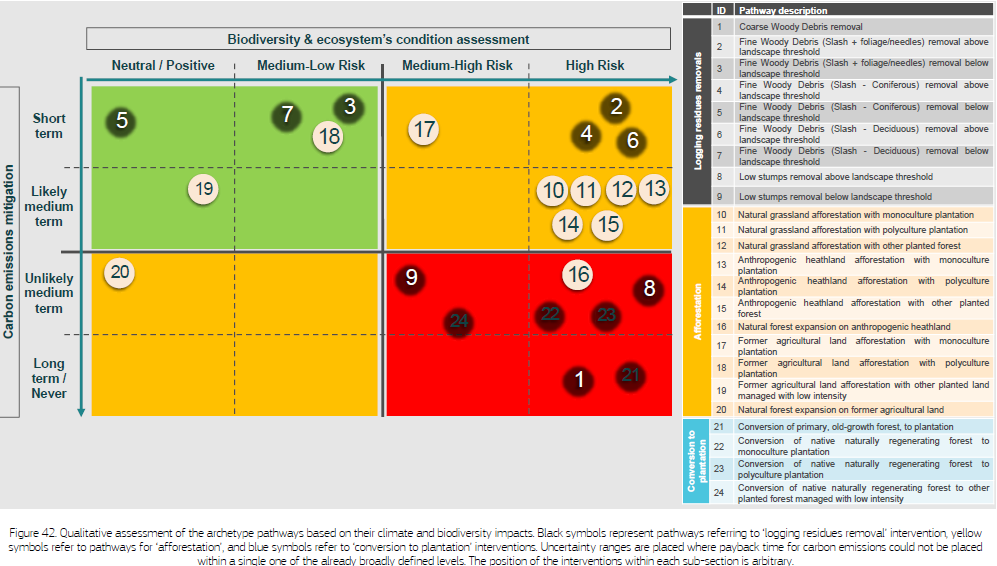 Biodiversity & ecosystem's condition assessment
Neutral / Positive
Medium-Low Risk
Medium-High Risk
High Risk
Carbon emissions mitigation
Short
term
Likely
medium
term
Unlikely
medium
term
Long
term /
Never
5
7
3
18
17
2
4
6
19
10
11
12
13
14
15
20
9
24
16
8
22
23
1
21
ID Pathway description
Logging residues removals
1 Coarse Woody Debris removal
2 Fine Woody Debris (Slash + foliage/needles) removal above
landscape threshold
3 Fine Woody Debris (Slash + foliage/needles) removal below
landscape threshold
4 Fine Woody Debris (Slash - Coniferous) removal above
landscape threshold
5 Fine Woody Debris (Slash - Coniferous) removal below
landscape threshold
6 Fine Woody Debris (Slash - Deciduous) removal above
landscape threshold
7 Fine Woody Debris (Slash - Deciduous) removal below
landscape threshold
8 Low stumps removal above landscape threshold
9 Low stumps removal below landscape threshold
Afforestation
10 Natural grassland afforestation with monoculture plantation
11 Natural grassland afforestation with polyculture plantation
12 Natural grassland afforestation with other planted forest
13 Anthropogenic heathland afforestation with monoculture
plantation
14 Anthropogenic heathland afforestation with polyculture
plantation
15 Anthropogenic heathland afforestation with other planted
forest
16 Natural forest expansion on anthropogenic heathland
17 Former agricultural land afforestation with monoculture
plantation
18 Former agricultural land afforestation with polyculture
plantation
19 Former agricultural land afforestation with other planted land
managed with low intensity
20 Natural forest expansion on former agricultural land
Conversion to
plantation
21 Conversion of primary, old-growth forest, to plantation
22 Conversion of native naturally regenerating forest to
monoculture plantation
23 Conversion of native naturally regenerating forest to
polyculture plantation
24 Conversion of native naturally regenerating forest to other
planted forest managed with low intensity
Figure 42. Qualitative assessment of the archetype pathways based on their climate and biodiversity impacts. Black symbols represent pathways referring to 'logging residues removal' intervention, yellow
symbols refer to pathways for 'afforestation', and blue symbols refer to 'conversion to plantation' interventions. Uncertainty ranges are placed where payback time for carbon emissions could not be placed
within a single one of the already broadly defined levels. The position of the interventions within each sub-section is arbitrary.